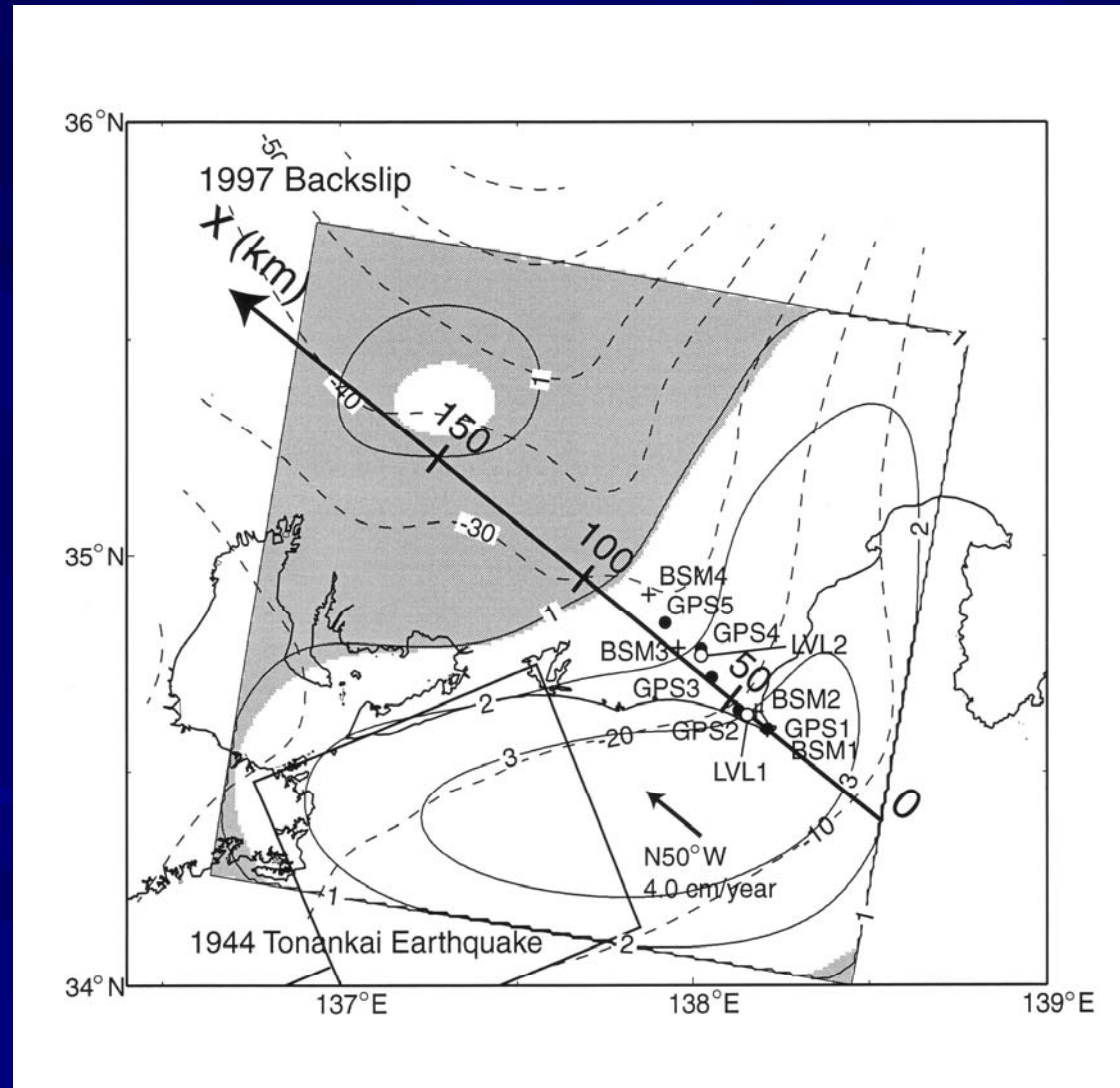 36°N
-50
1997 Backslip
X (km)
1
-40
1
150
2
-30
100
35°N
BSM4
GPS5
1
GPS4
BSM3
LVL2
50
GPS3
2
BSM2
GPS2
GPS1
-20
3
BSM1
LVL1
3
0
-10
N50°W
4.0 cm/year
1
1
1944 Tonankai Earthquake
2
34°N
137°E
138°E
139°E